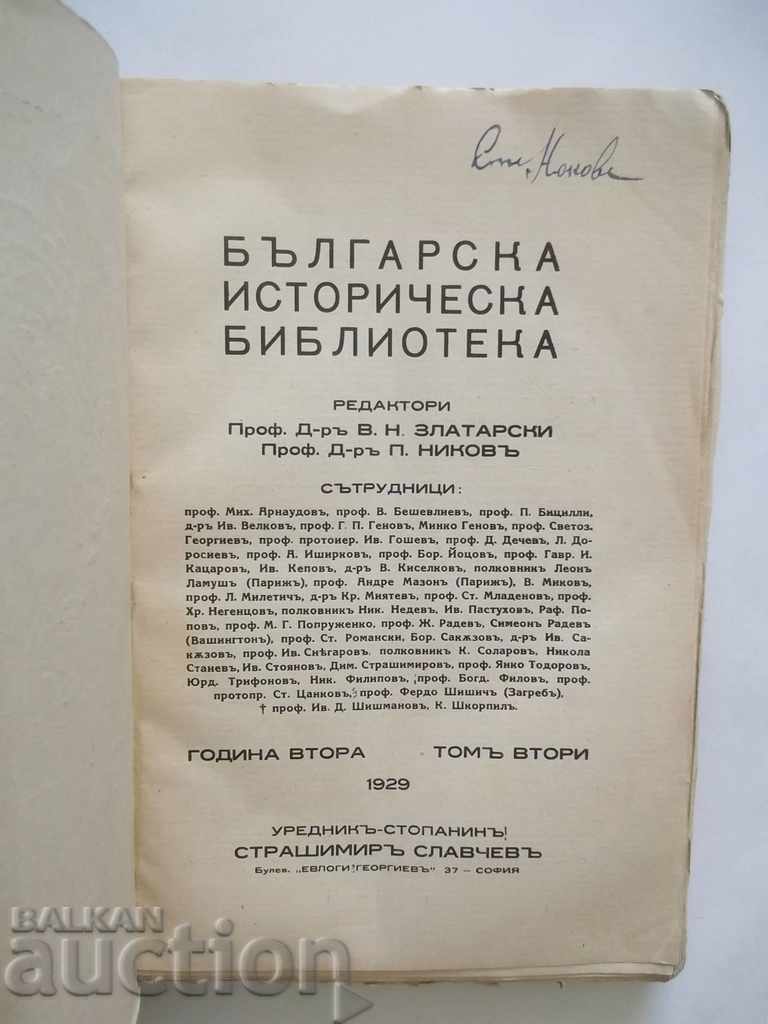 БЪЛГАРСКА
ИСТОРИЧЕСКА
БИБЛИОТЕКА
РЕДАКТОРИ
Проф. Д-ръ В. Н. ЗЛАТАРСКИ
Проф. Д-ръ П. НИКОВЪ
СЪТРУДНИЦИ:
проф. Мих. Арнаудовъ, проф. В. Бешевлиевъ, проф. П. Бицилли,
д-ръ Ив. Велковъ, проф. Г. П. Геновъ, Минко Геновъ, проф. Светоз.
Георгиевъ, проф. протоиер. Ив. Гошевъ, проф. Д. Дечевъ, Л. До-
росиевъ, проф. А. Иширковъ, проф. Бор. Йоцовъ, проф. Гавр. И.
Кацаровъ, Ив. Кеповъ, д-ръ В. Киселковъ, полковникъ Леонъ
Ламушъ (Парижъ), проф. Андре Мазонъ (Парижъ), В. Миковъ,
проф. Л. Милетичъ, д-ръ Кр. Миятевъ, проф. Ст. Младеновъ, проф.
Хр. Негенцовъ, полковникъ Ник. Недевъ, Ив. Пастуховъ, Раф. По-
повъ, проф. М. Г. Попруженко, проф. Ж. Радевъ, Симеонъ Радевъ
(Вашингтонъ), проф. Ст. Романски, Бор. Сакѫзовъ, д-ръ Ив. Са-
кѫзовъ, проф. Ив. Снѣгаровъ, полковникъ К. Соларовъ, Никола
Станевъ, Ив. Стояновъ, Дим. Страшимировъ, проф. Янко Тодоровъ,
Юрд. Трифоновъ, Ник. Филиповъ, проф. Богд. Филовъ, проф.
протопр. Ст. Цанковъ, проф. Фердо Шишичъ (Загребъ),
† проф. Ив. Д. Шишмановъ, К. Шкорпилъ.
ГОДИНА ВТОРА ТОМЪ ВТОРИ
1929
УРЕДНИКЪ-СТОПАНИНЪ!
СТРАШИМИРЪ СЛАВЧЕВЪ
Булев. „ЕВЛОГИ ГЕОРГИЕВЪ" 37 — СОФИЯ
BALKAN
auction